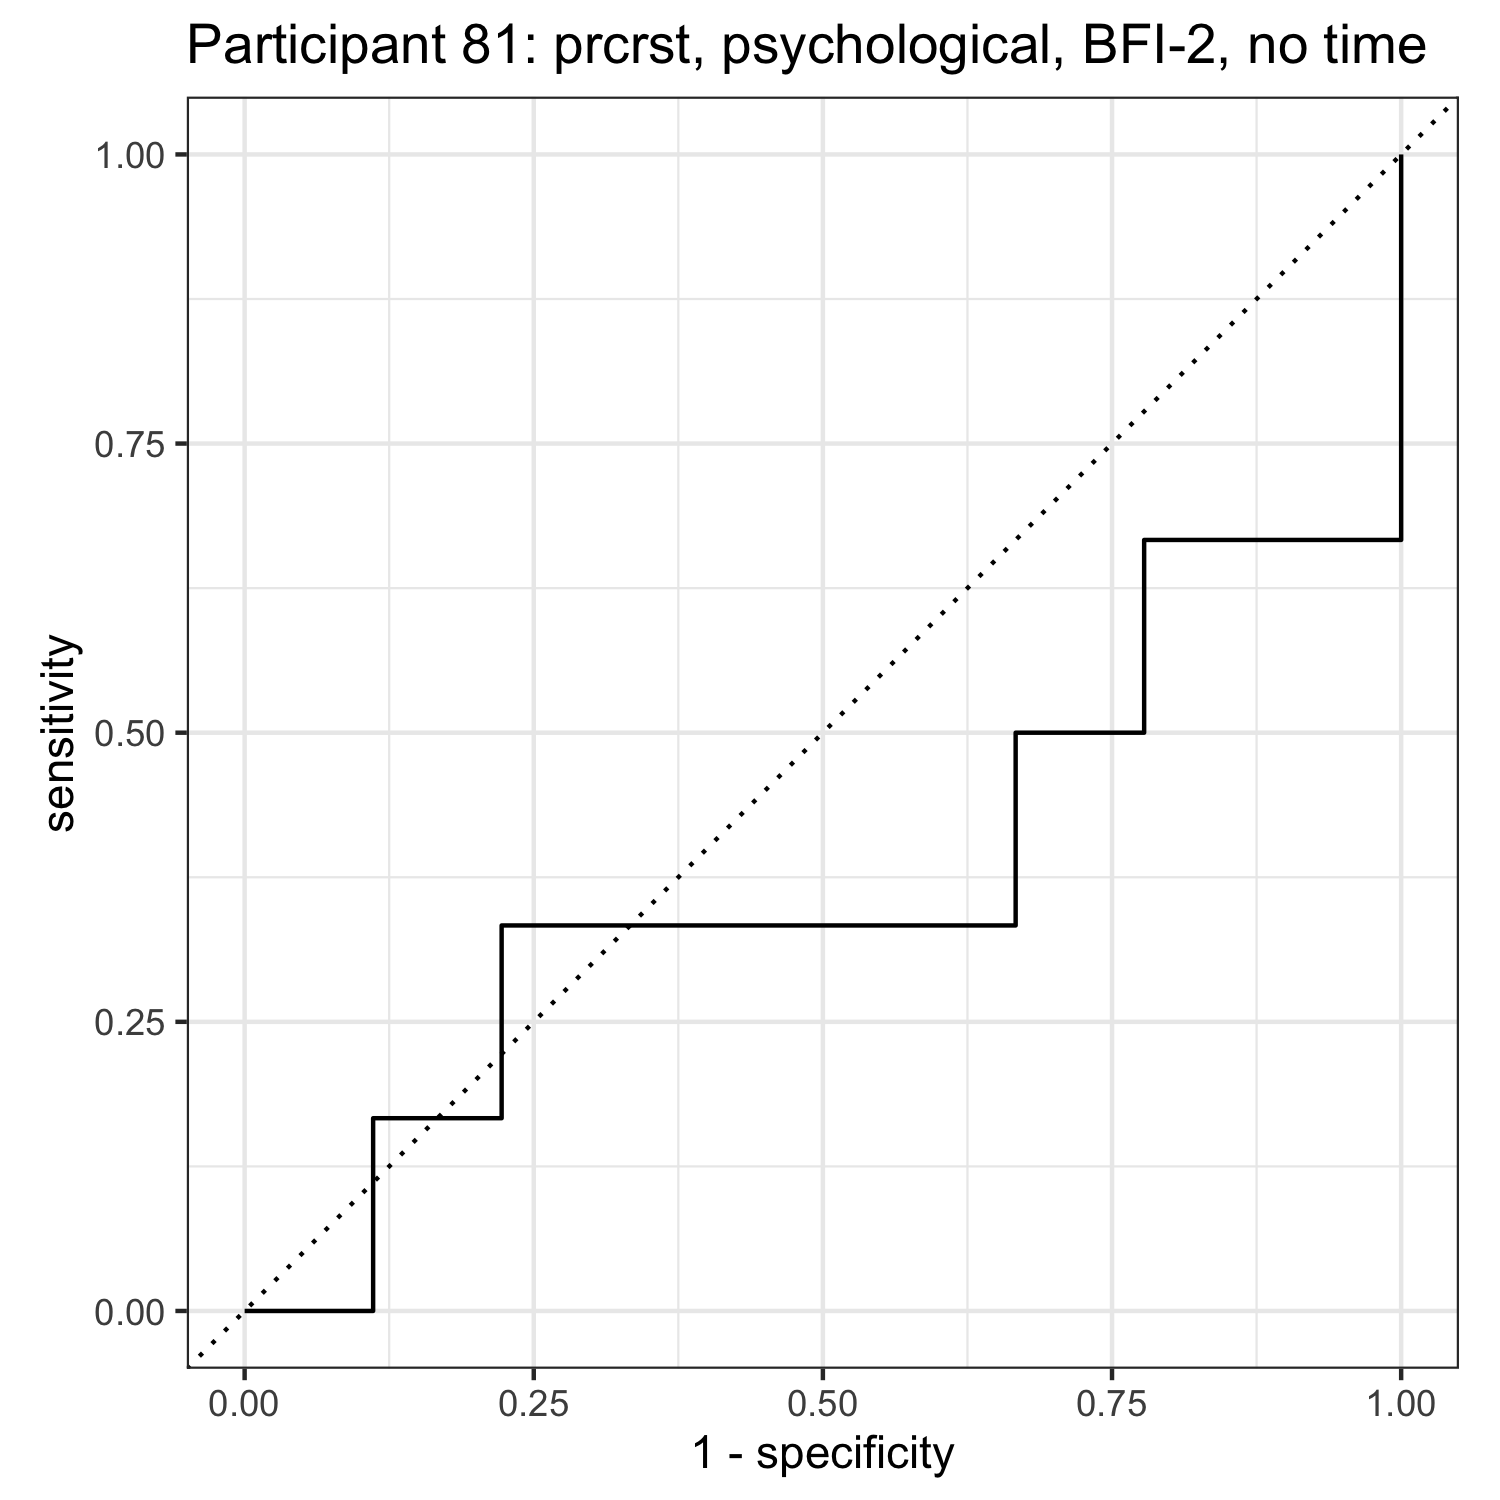 Participant 81: prcrst, psychological, BFI-2, no time
1.00
0.75
0.50
0.25
0.00
sensitivity
0.00 0.25 0.50 0.75 1.00
1 - specificity